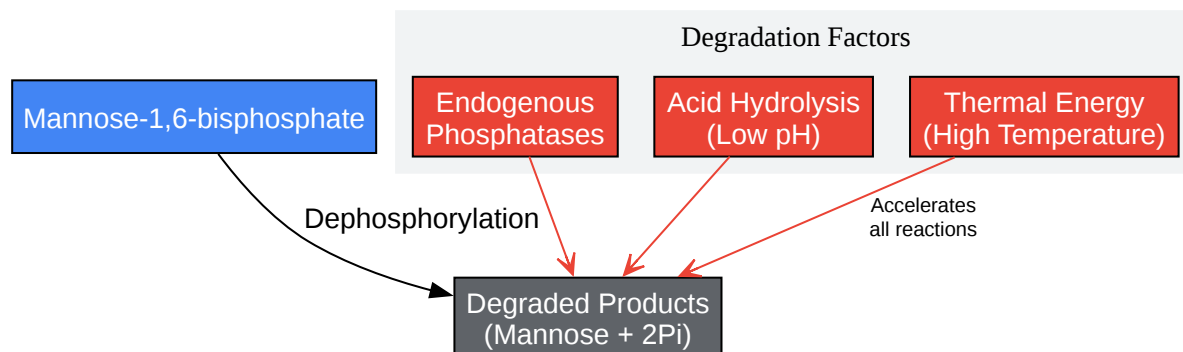 Degradation Factors
Mannose-1,6-bisphosphate
Endogenous
Phosphatases
Acid Hydrolysis
(Low pH)
Thermal Energy
(High Temperature)
Dephosphorylation
Accelerates
all reactions
Degraded Products
(Mannose + 2Pi)